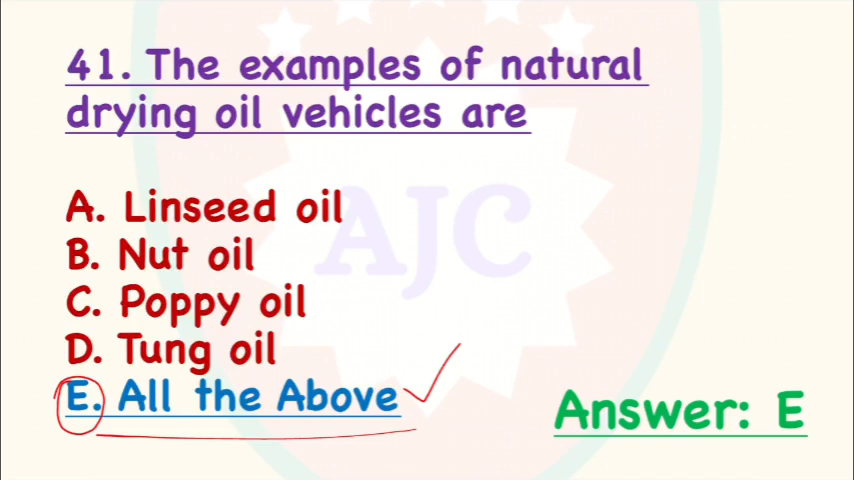 41. The examples of natural
drying oil vehicles are
A. Linseed oil
B. Nut oil
C. Poppy oil
D. Tung oil
E. All the Above
Answer: E
AJC